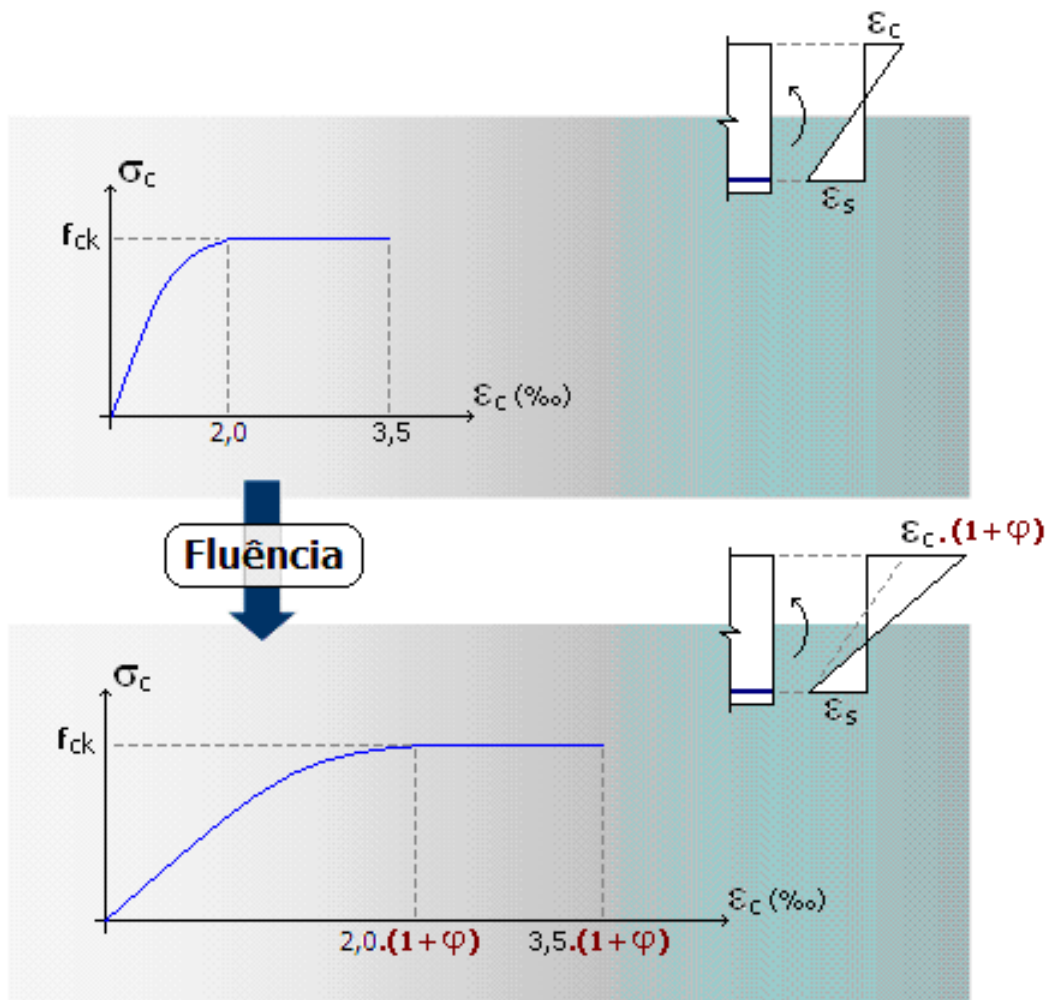 εc
σc
εs
fck
εc (‰)
2,0
3,5
Fluência
εc.(1+φ)
σc
εs
fck
εc (‰)
2,0.(1+φ)
3,5.(1+φ)